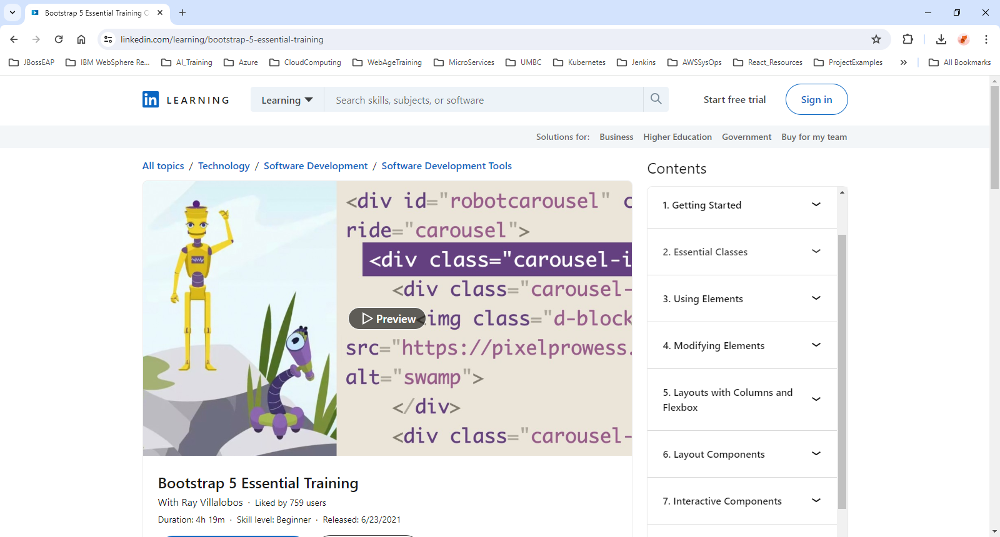 Bootstrap 5 Essential Training C
linkedin.com/learning/bootstrap-5-essential-training
JBossEAP
IBM WebSphere Re...
AI_Training
Azure
CloudComputing
WebAgeTraining
MicroServices
UMBC
Kubernetes
Jenkins
AWSSysOps
React_Resources
ProjectExamples
All Bookmarks
in LEARNING
Learning
Search skills, subjects, or software
Start free trial
Sign in
Solutions for: Business Higher Education Government Buy for my team
All topics / Technology / Software Development / Software Development Tools
<div id="robotcarousel" c
ride="carousel">
<div class="carousel-i
<div class="carousel-
Preview
<img class="d-block
src="https://pixelprowess.
alt="swamp">
</div>
<div class="carousel-
Bootstrap 5 Essential Training
With Ray Villalobos · Liked by 759 users
Duration: 4h 19m · Skill level: Beginner · Released: 6/23/2021
Contents
1. Getting Started
2. Essential Classes
3. Using Elements
4. Modifying Elements
5. Layouts with Columns and
Flexbox
6. Layout Components
7. Interactive Components